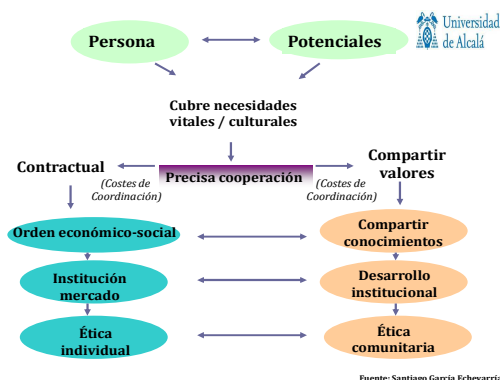 Persona
Potenciales
Universidad
de Alcalá
Cubre necesidades
vitales / culturales
Contractual
Precisa cooperación
Compartir
valores
(Costes de
Coordinación)
(Costes de
Coordinación)
Orden económico-social
Compartir
conocimientos
Institución
mercado
Desarrollo
institucional
Ética
individual
Ética
comunitaria
Fuente: Santiago García Echevarría